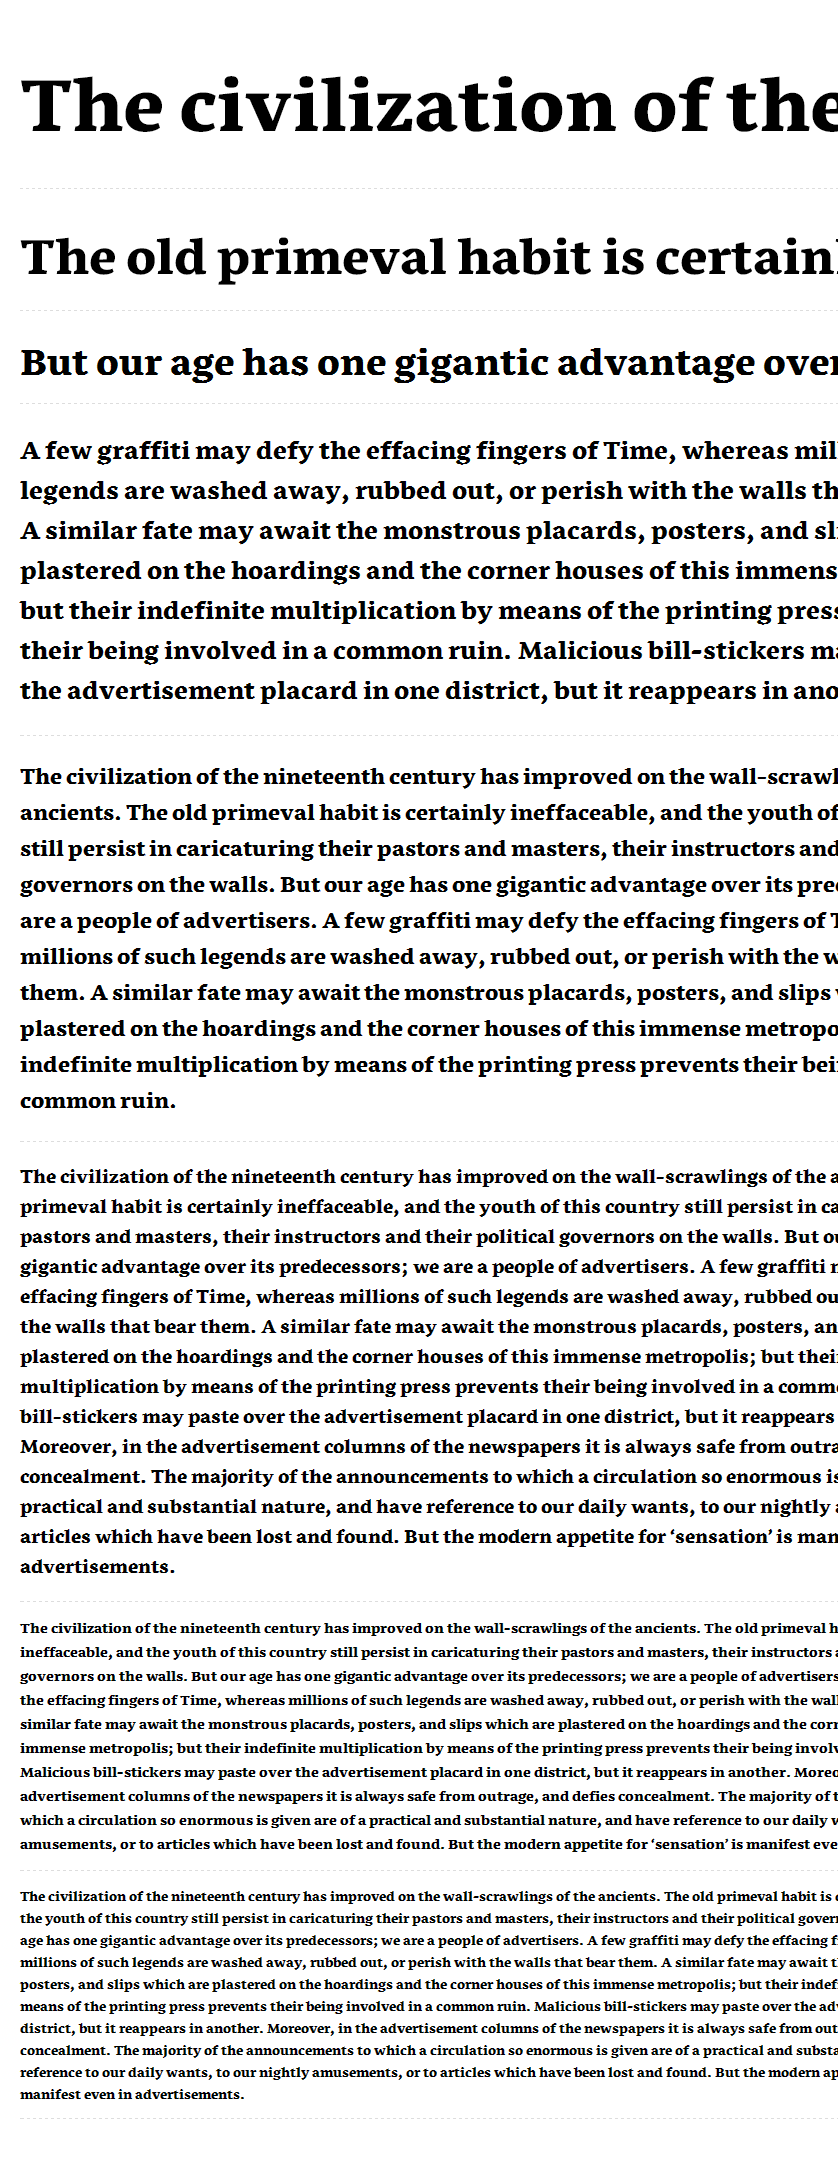 The civilization of the
The old primeval habit is certainl
But our age has one gigantic advantage over
A few graffiti may defy the effacing fingers of Time, whereas mil
legends are washed away, rubbed out, or perish with the walls th
A similar fate may await the monstrous placards, posters, and sli
plastered on the hoardings and the corner houses of this immens
but their indefinite multiplication by means of the printing press
their being involved in a common ruin. Malicious bill-stickers ma
the advertisement placard in one district, but it reappears in ano
The civilization of the nineteenth century has improved on the wall-scrawl
ancients. The old primeval habit is certainly ineffaceable, and the youth of
still persist in caricaturing their pastors and masters, their instructors and
governors on the walls. But our age has one gigantic advantage over its pred
are a people of advertisers. A few graffiti may defy the effacing fingers of T
millions of such legends are washed away, rubbed out, or perish with the w
them. A similar fate may await the monstrous placards, posters, and slips w
plastered on the hoardings and the corner houses of this immense metropo
indefinite multiplication by means of the printing press prevents their bei
common ruin.
The civilization of the nineteenth century has improved on the wall-scrawlings of the a
primeval habit is certainly ineffaceable, and the youth of this country still persist in ca
pastors and masters, their instructors and their political governors on the walls. But ou
gigantic advantage over its predecessors; we are a people of advertisers. A few graffiti m
effacing fingers of Time, whereas millions of such legends are washed away, rubbed ou
the walls that bear them. A similar fate may await the monstrous placards, posters, an
plastered on the hoardings and the corner houses of this immense metropolis; but thei
multiplication by means of the printing press prevents their being involved in a comm
bill-stickers may paste over the advertisement placard in one district, but it reappears
Moreover, in the advertisement columns of the newspapers it is always safe from outra
concealment. The majority of the announcements to which a circulation so enormous is
practical and substantial nature, and have reference to our daily wants, to our nightly a
articles which have been lost and found. But the modern appetite for ‘sensation’ is man
advertisements.
The civilization of the nineteenth century has improved on the wall-scrawlings of the ancients. The old primeval h
ineffaceable, and the youth of this country still persist in caricaturing their pastors and masters, their instructors a
governors on the walls. But our age has one gigantic advantage over its predecessors; we are a people of advertisers
the effacing fingers of Time, whereas millions of such legends are washed away, rubbed out, or perish with the wal
similar fate may await the monstrous placards, posters, and slips which are plastered on the hoardings and the corn
immense metropolis; but their indefinite multiplication by means of the printing press prevents their being involv
Malicious bill-stickers may paste over the advertisement placard in one district, but it reappears in another. Moreo
advertisement columns of the newspapers it is always safe from outrage, and defies concealment. The majority of t
which a circulation so enormous is given are of a practical and substantial nature, and have reference to our daily w
amusements, or to articles which have been lost and found. But the modern appetite for ‘sensation’ is manifest eve
The civilization of the nineteenth century has improved on the wall-scrawlings of the ancients. The old primeval habit is c
the youth of this country still persist in caricaturing their pastors and masters, their instructors and their political govern
age has one gigantic advantage over its predecessors; we are a people of advertisers. A few graffiti may defy the effacing f
millions of such legends are washed away, rubbed out, or perish with the walls that bear them. A similar fate may await t
posters, and slips which are plastered on the hoardings and the corner houses of this immense metropolis; but their indef
means of the printing press prevents their being involved in a common ruin. Malicious bill-stickers may paste over the adv
district, but it reappears in another. Moreover, in the advertisement columns of the newspapers it is always safe from out
concealment. The majority of the announcements to which a circulation so enormous is given are of a practical and substa
reference to our daily wants, to our nightly amusements, or to articles which have been lost and found. But the modern ap
manifest even in advertisements.